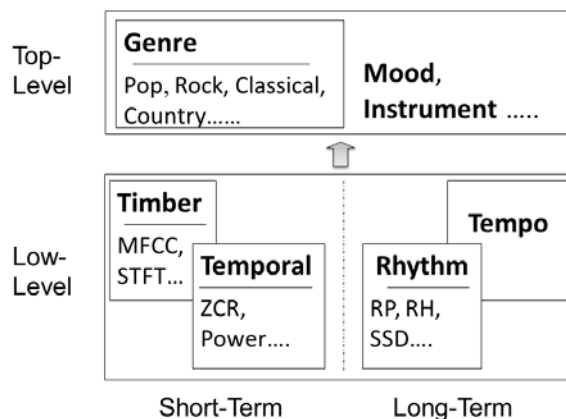 Top-
Level
Genre
Pop, Rock, Classical,
Country......
Mood,
Instrument .....
Low-
Level
Timber
MFCC,
STFT...
Temporal
ZCR,
Power....
Tempo
Rhythm
RP, RH,
SSD....
Short-Term
Long-Term